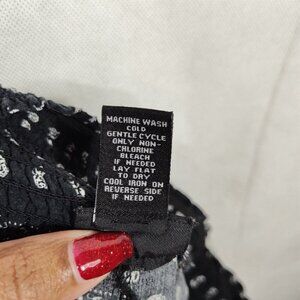 MACHINE WASH
COLD
GENTLE CYCLE
ONLY NON-
CHLORINE
BLEACH
IF NEEDED
LAY FLAT
TO DRY
COOL IRON ON
REVERSE SIDE
IF NEEDED